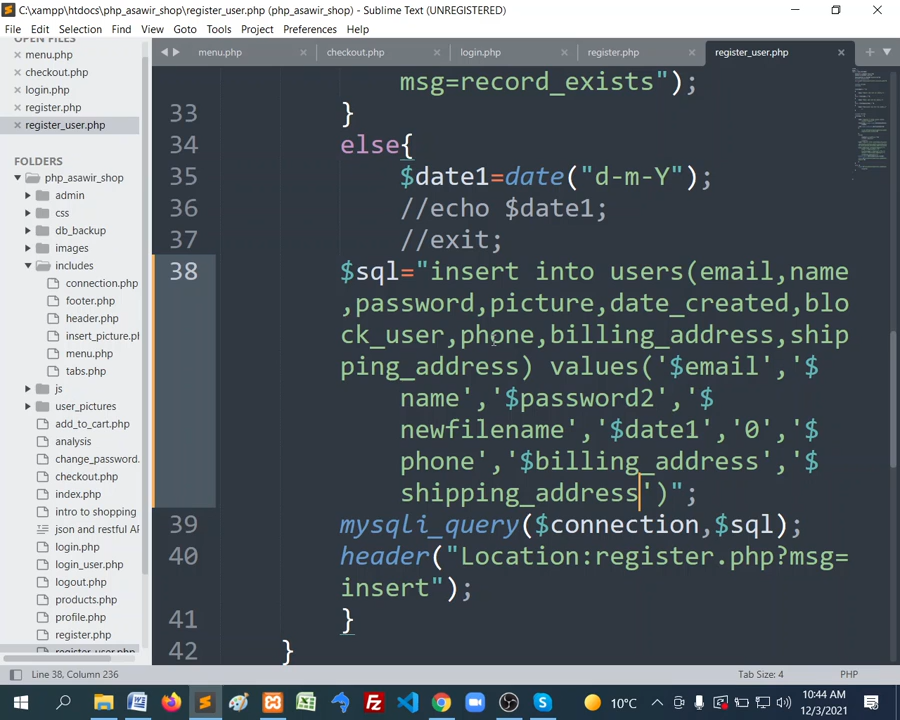 C:\xampp\htdocs\php_asawir_shop\register_user.php (php_asawir_shop) - Sublime Text (UNREGISTERED)
File Edit Selection Find View Goto Tools Project Preferences Help
OPEN FILES
menu.php
checkout.php
login.php
register.php
register_user.php
FOLDERS
php_asawir_shop
admin
css
db_backup
images
includes
connection.php
footer.php
header.php
insert_picture.ph
menu.php
tabs.php
js
user_pictures
add_to_cart.php
analysis
change_password.
checkout.php
index.php
intro to shopping
json and restful AP
login.php
login_user.php
logout.php
products.php
profile.php
register.php
register_user.php
menu.php checkout.php login.php register.php register_user.php
msg=record_exists");
33 }
34 else{
35 $date1=date("d-m-Y");
36 //echo $date1;
37 //exit;
38 $sql="insert into users(email,name
,password,picture,date_created,blo
ck_user,phone,billing_address,ship
ping_address) values('$email','$
name','$password2','$
newfilename','$date1','0','$
phone','$billing_address','$
shipping_address')";
39 mysqli_query($connection,$sql);
40 header("Location:register.php?msg=
insert");
41 }
42 }
Line 38, Column 236 Tab Size: 4 PHP
10°C 10:44 AM
12/3/2021